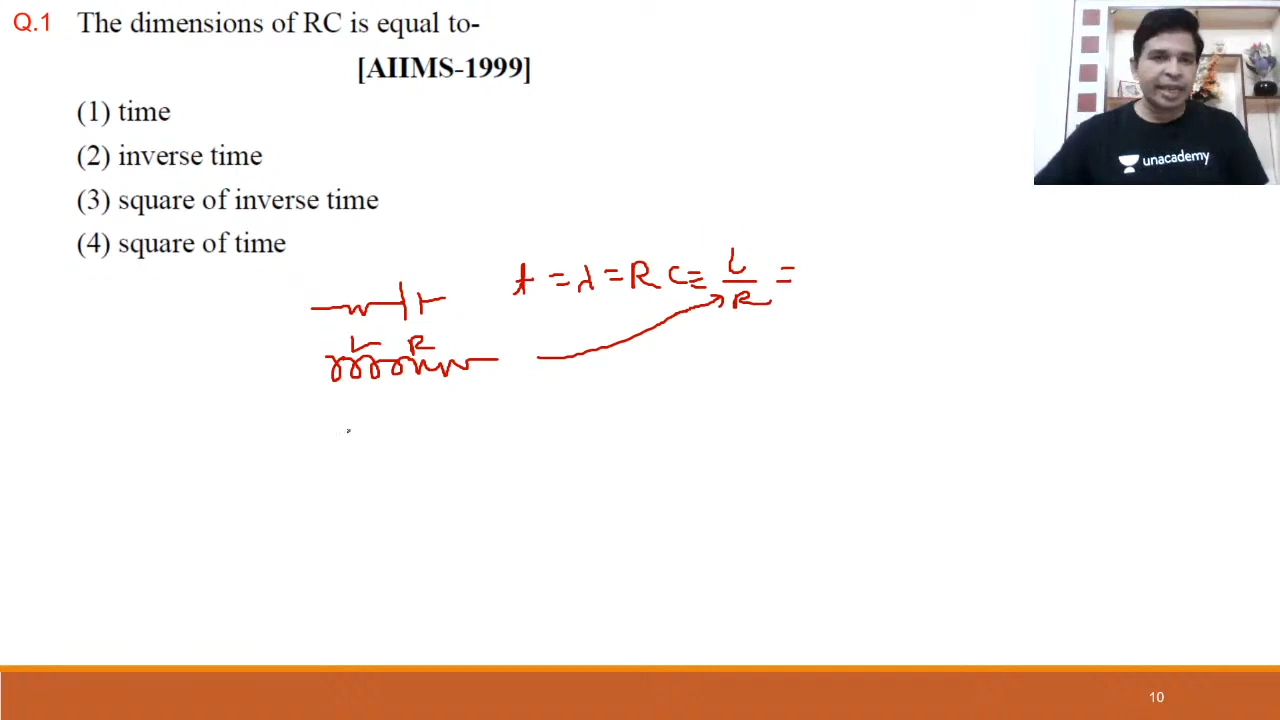 Q.1 The dimensions of RC is equal to-
[AIIMS-1999]
(1) time
(2) inverse time
(3) square of inverse time
(4) square of time
t = λ = RC = L/R =
L R
unacademy
10